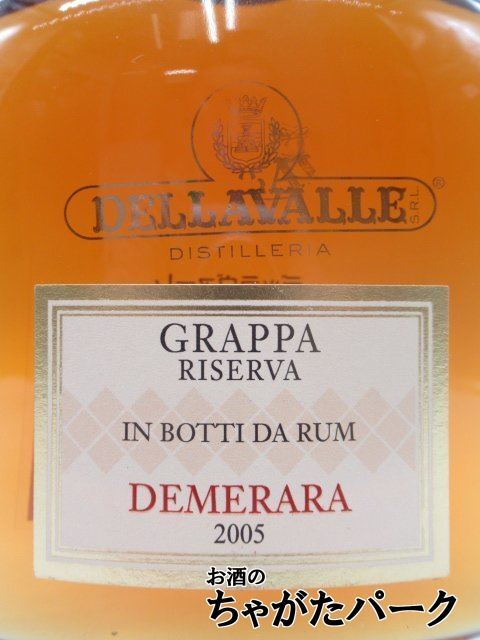 DELLAVALLE S.R.L. ®
DISTILLERIA
GRAPPA
RISERVA
IN BOTTI DA RUM
DEMERARA
2005
お酒の
ちゃがたパーク